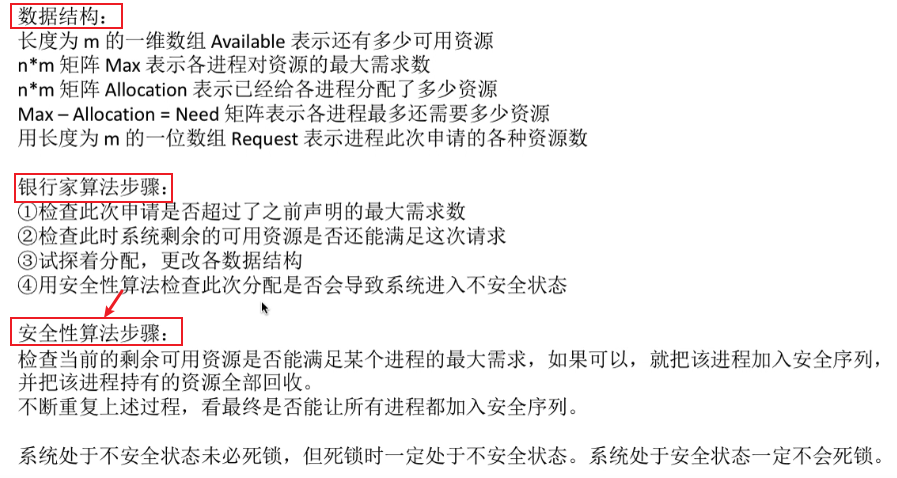 数据结构：
长度为 m 的一维数组 Available 表示还有多少可用资源
n*m 矩阵 Max 表示各进程对资源的最大需求数
n*m 矩阵 Allocation 表示已经给各进程分配了多少资源
Max – Allocation = Need 矩阵表示各进程最多还需要多少资源
用长度为 m 的一位数组 Request 表示进程此次申请的各种资源数
银行家算法步骤：
①检查此次申请是否超过了之前声明的最大需求数
②检查此时系统剩余的可用资源是否还能满足这次请求
③试探着分配，更改各数据结构
④用安全性算法检查此次分配是否会导致系统进入不安全状态
安全性算法步骤：
检查当前的剩余可用资源是否能满足某个进程的最大需求，如果可以，就把该进程加入安全序列，
并把该进程持有的资源全部回收。
不断重复上述过程，看最终是否能让所有进程都加入安全序列。
系统处于不安全状态未必死锁，但死锁时一定处于不安全状态。系统处于安全状态一定不会死锁。